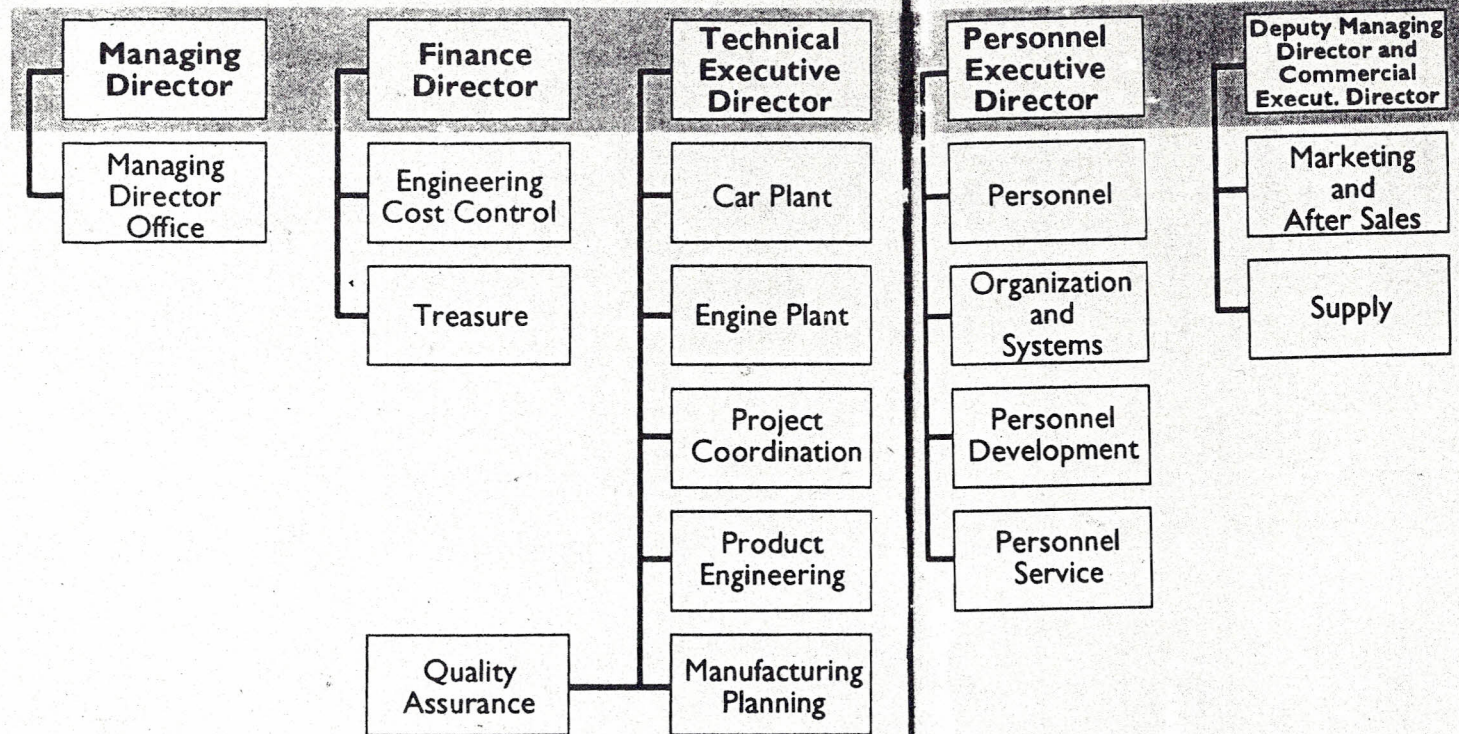 Managing
Director
Finance
Director
Technical
Executive
Director
Personnel
Executive
Director
Deputy Managing
Director and
Commercial
Execut. Director
Managing
Director
Office
Engineering
Cost Control
Car Plant
Personnel
Marketing
and
After Sales
Treasure
Engine Plant
Organization
and
Systems
Supply
Project
Coordination
Personnel
Development
Product
Engineering
Personnel
Service
Quality
Assurance
Manufacturing
Planning